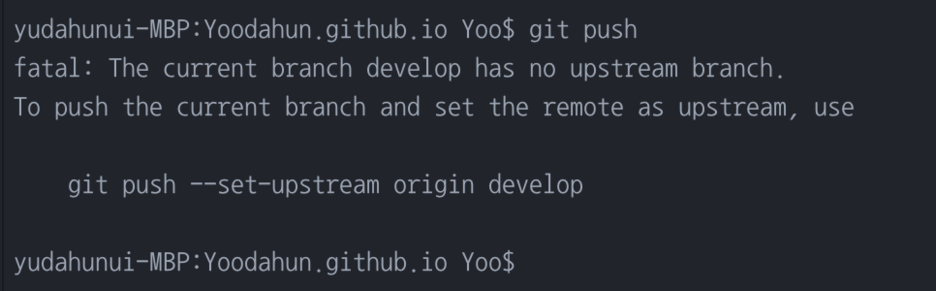 yudahunui-MBP:Yoodahun.github.io Yoo$ git push
fatal: The current branch develop has no upstream branch.
To push the current branch and set the remote as upstream, use
git push --set-upstream origin develop
yudahunui-MBP:Yoodahun.github.io Yoo$